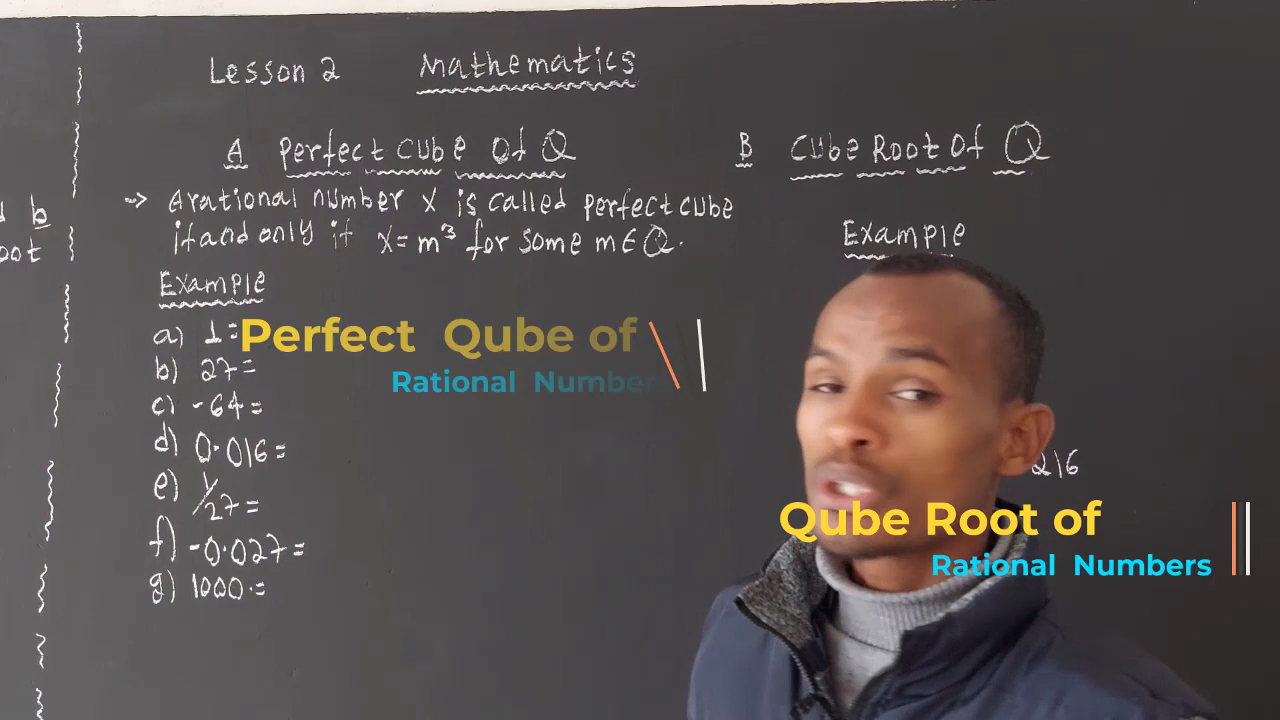 Lesson 2 Mathematics
A Perfect Cube Of Q
B Cube Root Of Q
=> A rational number x is called perfect cube
if and only if x = m³ for some m ∈ Q.
b
Example
Example
a) 1 =
Perfect Qube of
b) 27 =
Rational Number
c) -64 =
d) 0.016 =
216
e) 1/27 =
Qube Root of
f) -0.027 =
Rational Numbers
g) 1000 =